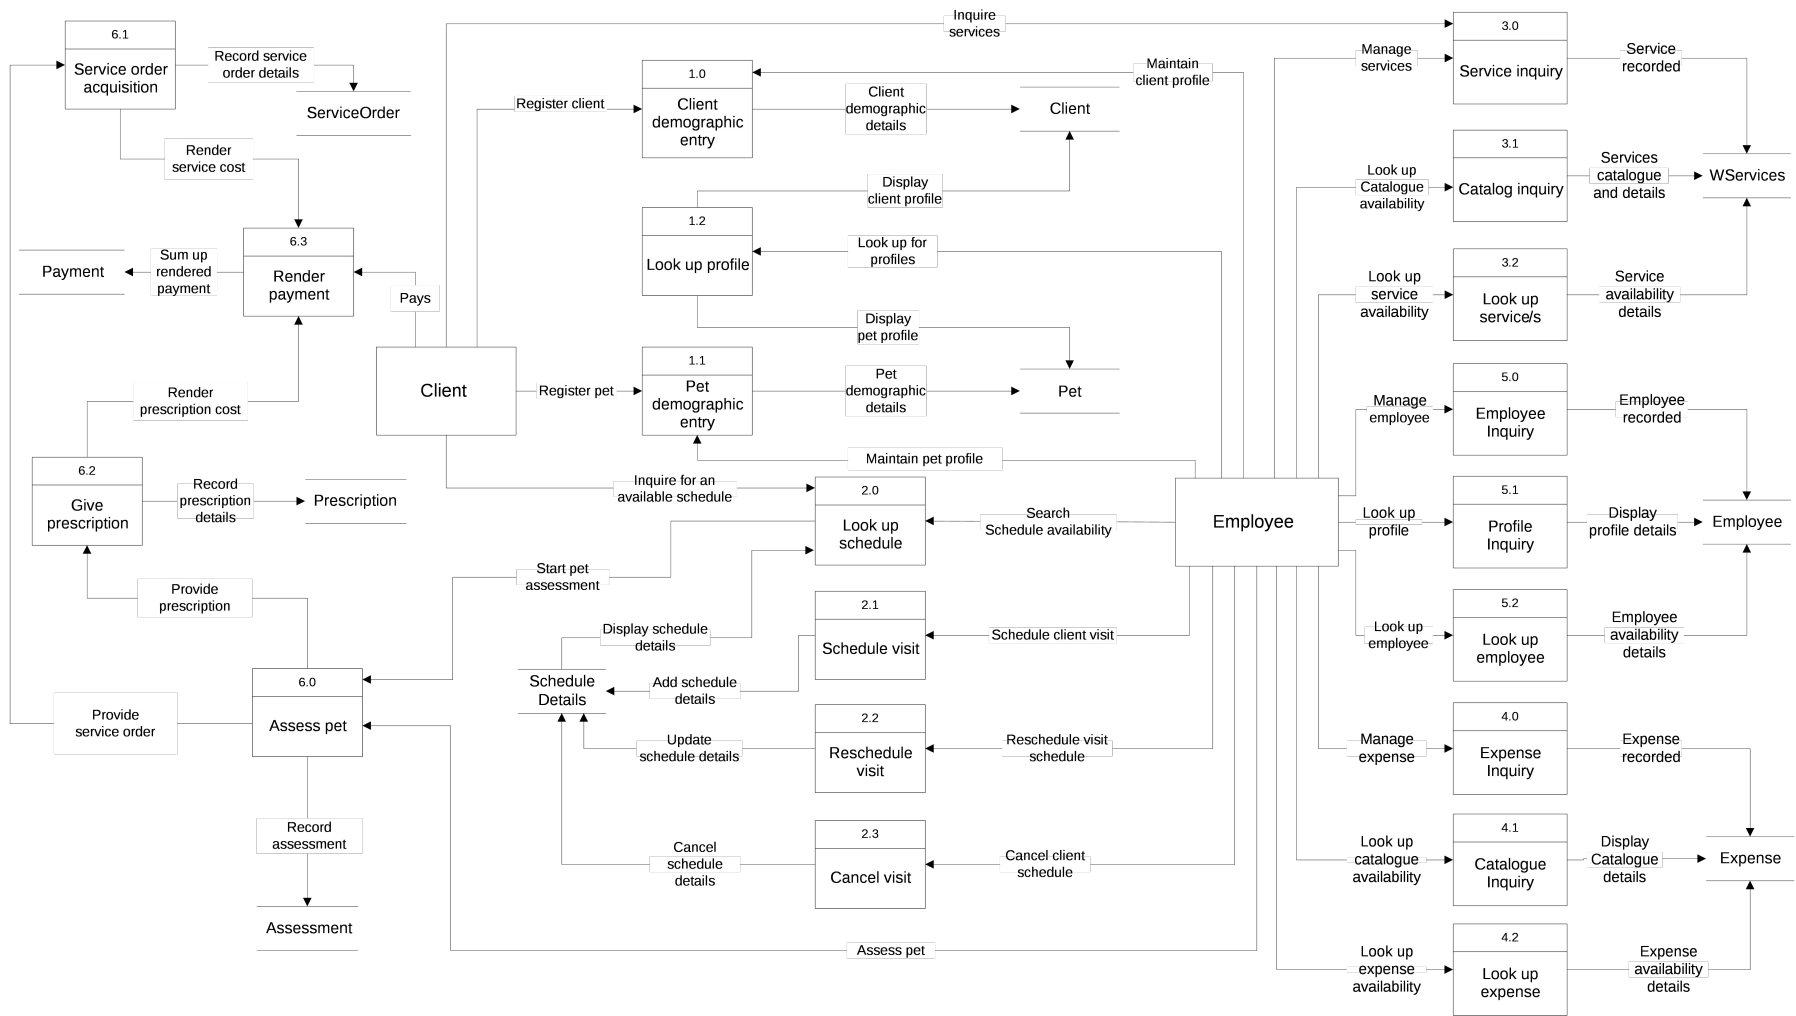 6.1
Service order
acquisition
Record service
order details
ServiceOrder
Render
service cost
6.3
Render
payment
Sum up
rendered
payment
Payment
Pays
Render
prescription cost
6.2
Give
prescription
Record
prescription
details
Prescription
Provide
prescription
6.0
Assess pet
Provide
service order
Record
assessment
Assessment
Client
Inquire
services
Register client
1.0
Client
demographic
entry
Client
demographic
details
Client
Maintain
client profile
Display
client profile
1.2
Look up profile
Look up for
profiles
Display
pet profile
Register pet
1.1
Pet
demographic
entry
Pet
demographic
details
Pet
Maintain pet profile
Inquire for an
available schedule
2.0
Look up
schedule
Search
Schedule availability
Start pet
assessment
Display schedule
details
2.1
Schedule visit
Schedule client visit
Schedule
Details
Add schedule
details
2.2
Reschedule
visit
Update
schedule details
Reschedule visit
schedule
2.3
Cancel visit
Cancel
schedule
details
Cancel client
schedule
Assess pet
Employee
Manage
services
3.0
Service inquiry
Service
recorded
Look up
Catalogue
availability
3.1
Catalog inquiry
Services
catalogue
and details
WServices
Look up
service
availability
3.2
Look up
service/s
Service
availability
details
Manage
employee
5.0
Employee
Inquiry
Employee
recorded
Look up
profile
5.1
Profile
Inquiry
Display
profile details
Employee
Look up
employee
5.2
Look up
employee
Employee
availability
details
Manage
expense
4.0
Expense
Inquiry
Expense
recorded
Look up
catalogue
availability
4.1
Catalogue
Inquiry
Display
Catalogue
details
Expense
Look up
expense
availability
4.2
Look up
expense
Expense
availability
details